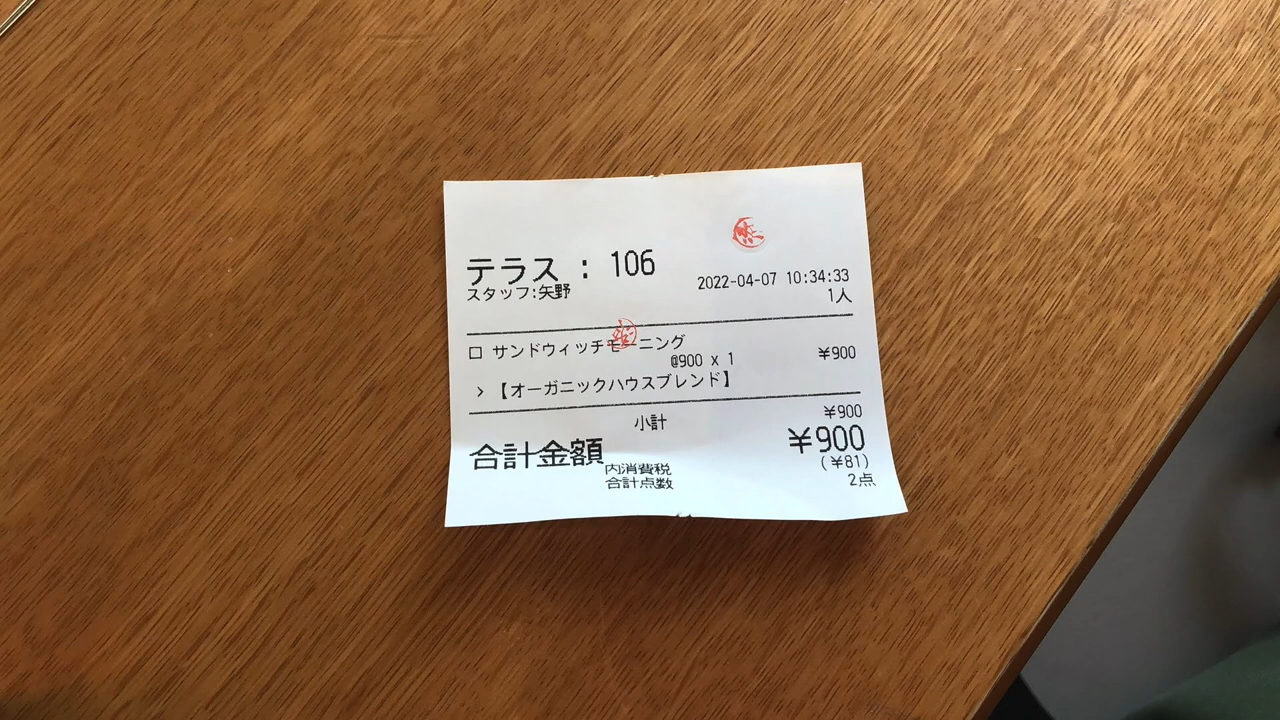 テラス : 106
2022-04-07 10:34:33
スタッフ:矢野
1人
□ サンドウィッチモーニング
@900 x 1 ¥900
> 【オーガニックハウスブレンド】
小計 ¥900
合計金額 ¥900
内消費税 (¥81)
合計点数 2点